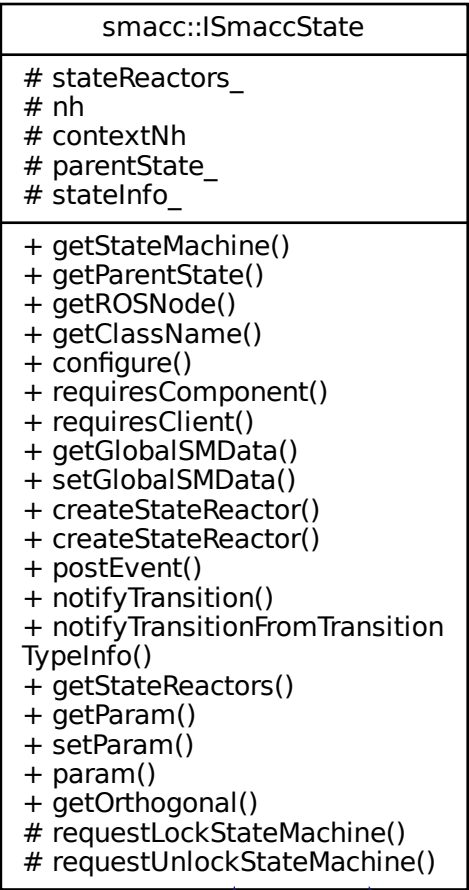 smacc::ISmaccState
# stateReactors_
# nh
# contextNh
# parentState_
# stateInfo_
+ getStateMachine()
+ getParentState()
+ getROSNode()
+ getClassName()
+ configure()
+ requiresComponent()
+ requiresClient()
+ getGlobalSMData()
+ setGlobalSMData()
+ createStateReactor()
+ createStateReactor()
+ postEvent()
+ notifyTransition()
+ notifyTransitionFromTransition
TypeInfo()
+ getStateReactors()
+ getParam()
+ setParam()
+ param()
+ getOrthogonal()
# requestLockStateMachine()
# requestUnlockStateMachine()